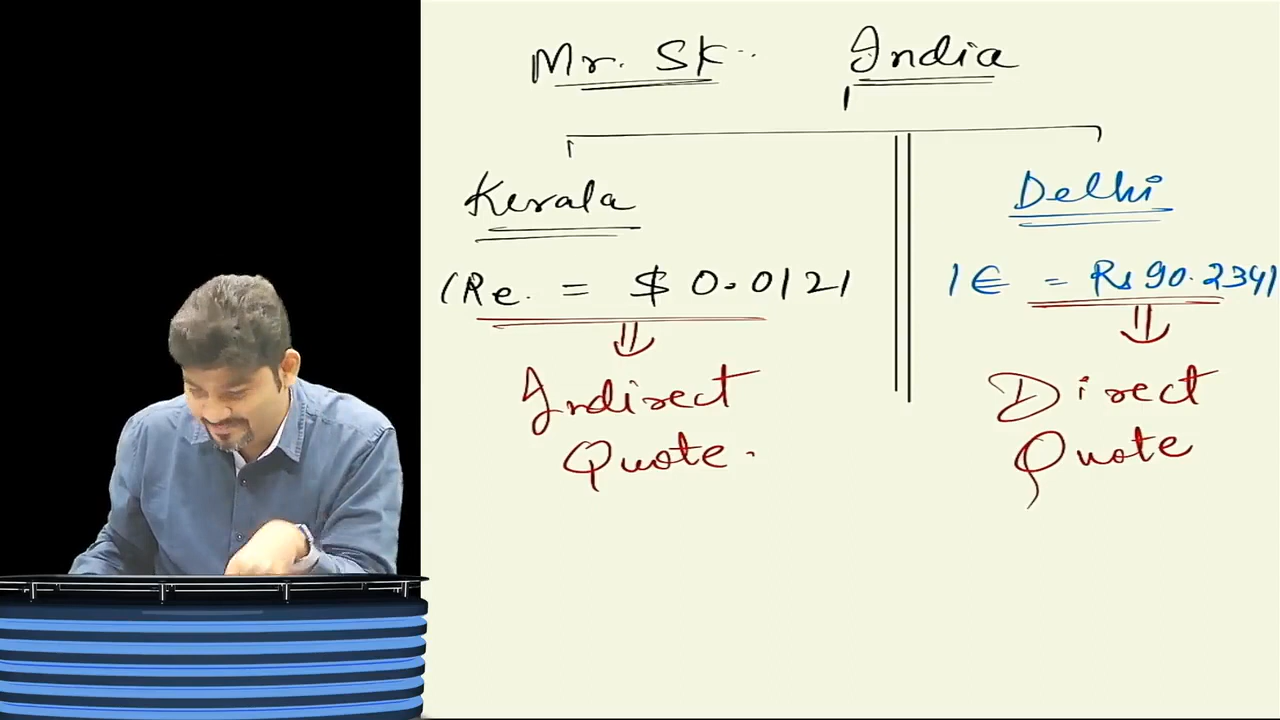 Mr. SK.. India
Kerala
1Re. = $ 0.0121
Indirect
Quote.
Delhi
1€ = Rs 90.2341
Direct
Quote